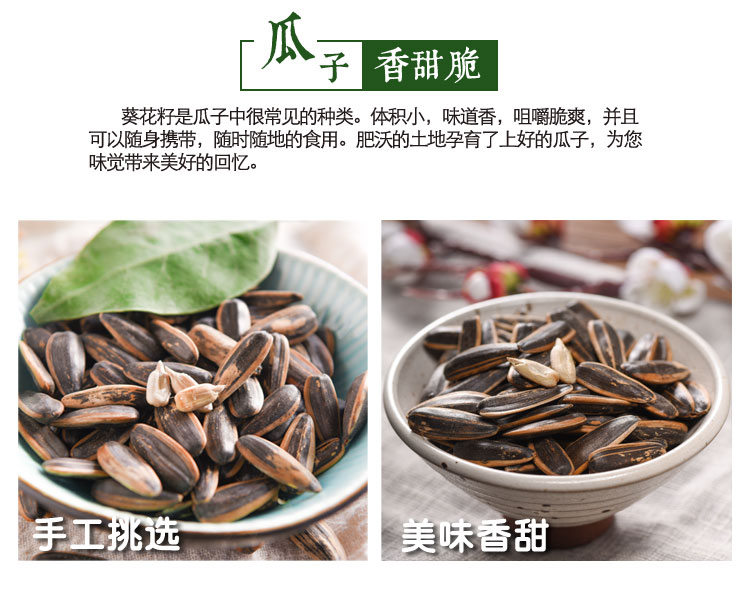 瓜子 香甜脆
葵花籽是瓜子中很常见的种类。体积小，味道香，咀嚼脆爽，并且
可以随身携带，随时随地的食用。肥沃的土地孕育了上好的瓜子，为您
味觉带来美好的回忆。
手工挑选
美味香甜